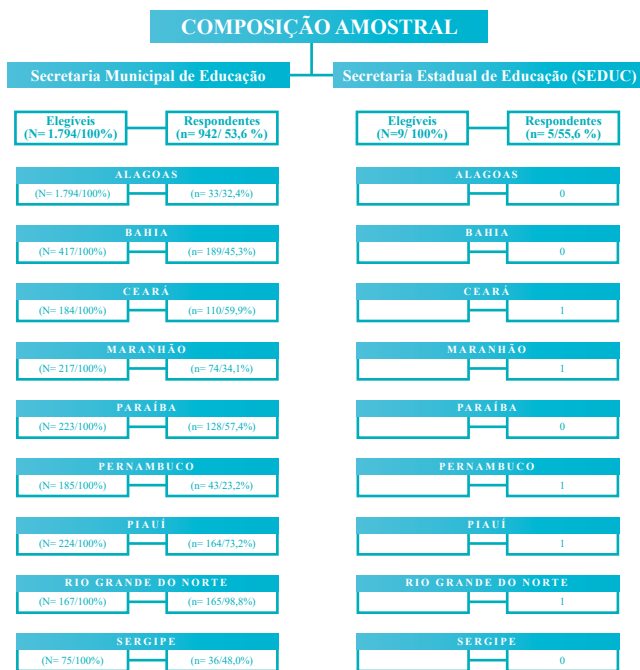 COMPOSIÇÃO AMOSTRAL
Secretaria Municipal de Educação
Elegíveis
(N= 1.794/100%)
Respondentes
(n= 942/ 53,6 %)
ALAGOAS
(N= 1.794/100%)
(n= 33/32,4%)
BAHIA
(N= 417/100%)
(n= 189/45,3%)
CEARÁ
(N= 184/100%)
(n= 110/59,9%)
MARANHÃO
(N= 217/100%)
(n= 74/34,1%)
PARAÍBA
(N= 223/100%)
(n= 128/57,4%)
PERNAMBUCO
(N= 185/100%)
(n= 43/23,2%)
PIAUÍ
(N= 224/100%)
(n= 164/73,2%)
RIO GRANDE DO NORTE
(N= 167/100%)
(n= 165/98,8%)
SERGIPE
(N= 75/100%)
(n= 36/48,0%)
Secretaria Estadual de Educação (SEDUC)
Elegíveis
(N=9/ 100%)
Respondentes
(n= 5/55,6 %)
ALAGOAS
0
BAHIA
0
CEARÁ
1
MARANHÃO
1
PARAÍBA
0
PERNAMBUCO
1
PIAUÍ
1
RIO GRANDE DO NORTE
1
SERGIPE
0